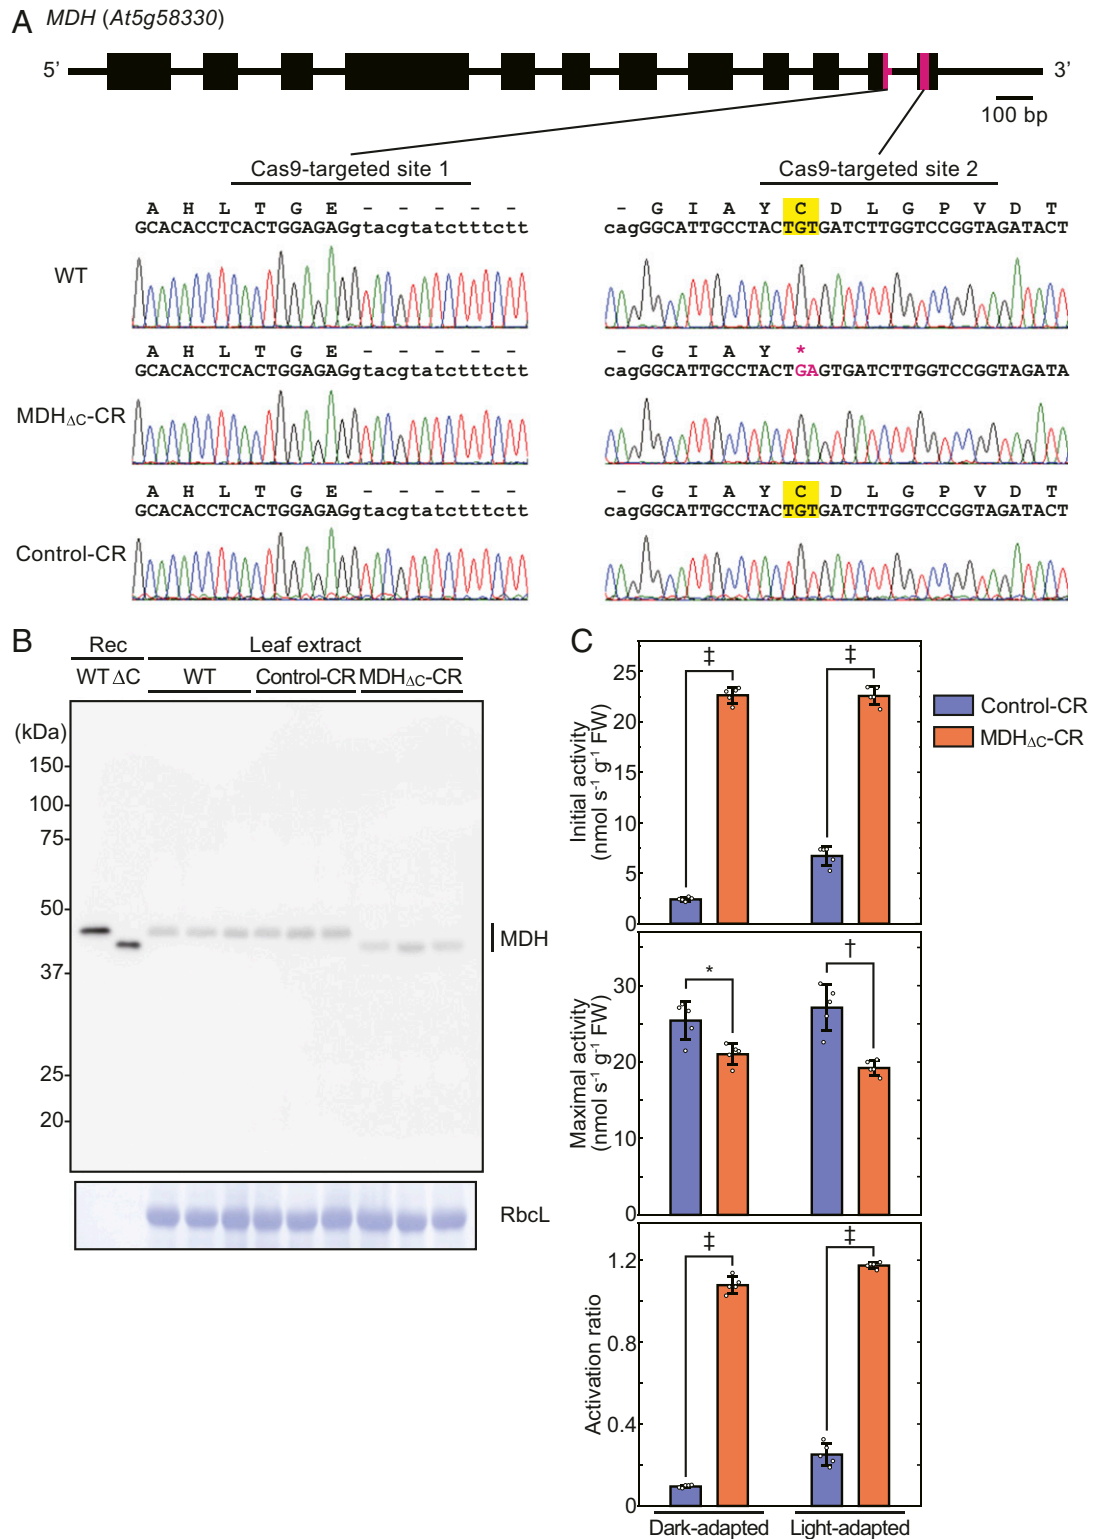 A MDH (At5g58330)
5’ 3’
100 bp
Cas9-targeted site 1 Cas9-targeted site 2
A H L T G E - - - - - - G I A Y C D L G P V D T
GCACACCTCACTGGAGAGgtacgtatctttctt cagGGCATTGCCTACTGTGATCTTGGTCCGGTAGATACT
WT
A H L T G E - - - - - - G I A Y *
GCACACCTCACTGGAGAGgtacgtatctttctt cagGGCATTGCCTACTGAGTGATCTTGGTCCGGTAGATA
MDHΔC-CR
A H L T G E - - - - - - G I A Y C D L G P V D T
GCACACCTCACTGGAGAGgtacgtatctttctt cagGGCATTGCCTACTGTGATCTTGGTCCGGTAGATACT
Control-CR
B
Rec Leaf extract
WT ΔC WT Control-CR MDHΔC-CR
(kDa)
150
100
75
50
37
25
20
MDH
RbcL
C
Control-CR
MDHΔC-CR
Initial activity
(nmol s⁻¹ g⁻¹ FW)
25
20
15
10
5
0
‡ ‡
Maximal activity
(nmol s⁻¹ g⁻¹ FW)
30
20
10
0
* †
Activation ratio
1.2
0.8
0.4
0
‡ ‡
Dark-adapted Light-adapted